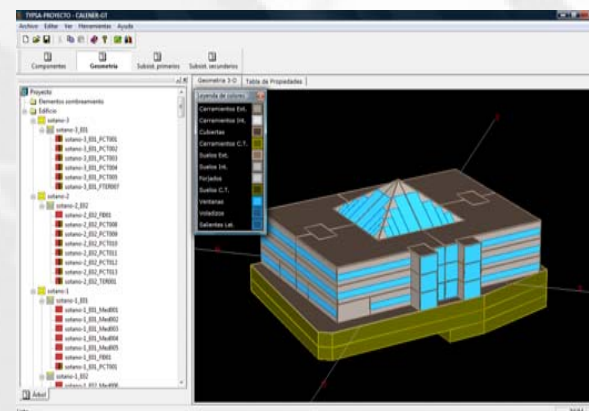 TYPSA-PROYECTO - CALENER-GT
Archivo Editar Ver Herramientas Ayuda
Componentes Geometría Subsist. primarios Subsist. secundarios
Geometría 3-D Tabla de Propiedades
Proyecto
Elementos sombreamiento
Edificio
sotano-3
sotano-3_E01
sotano-3_E01_PCT001
sotano-3_E01_PCT002
sotano-3_E01_PCT003
sotano-3_E01_PCT004
sotano-3_E01_PCT005
sotano-3_E01_FTER007
sotano-2
sotano-2_E02
sotano-2_E02_FI001
sotano-2_E02_PCT008
sotano-2_E02_PCT009
sotano-2_E02_PCT010
sotano-2_E02_PCT011
sotano-2_E02_PCT012
sotano-2_E02_PCT013
sotano-2_E02_TER001
sotano-1
sotano-1_E01
sotano-1_E01_Med001
sotano-1_E01_Med002
sotano-1_E01_Med003
sotano-1_E01_Med004
sotano-1_E01_Med005
sotano-1_E01_FI001
sotano-1_E01_PCT001
sotano-1_E02
sotano-1_E02_Med006
Árbol
Leyenda de colores
Cerramientos Ext.
Cerramientos Int.
Cubiertas
Cerramientos C.T.
Suelos Ext.
Suelos Int.
Forjados
Suelos C.T.
Ventanas
Voladizos
Salientes Lat.